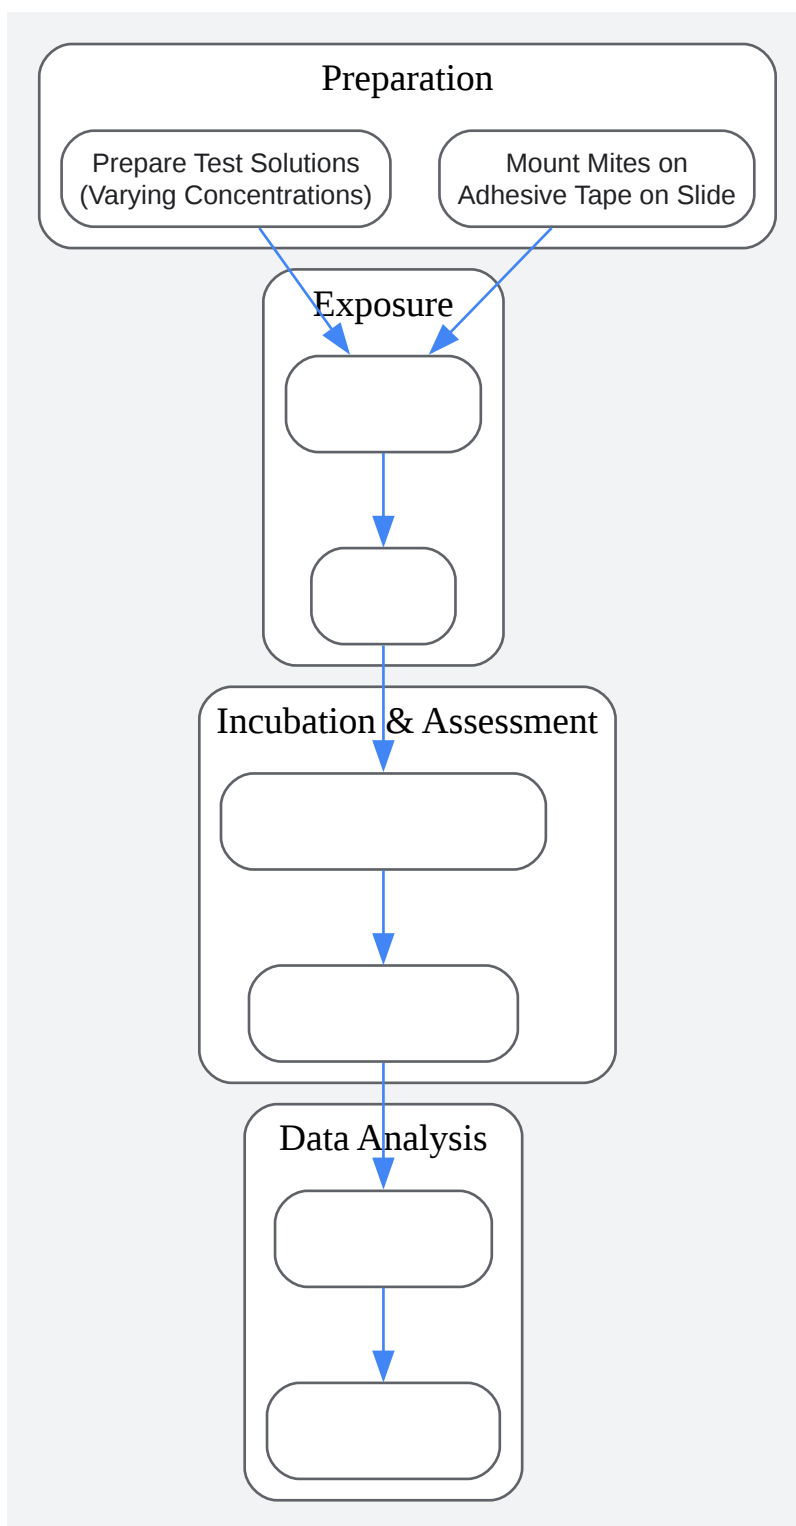 Preparation
Prepare Test Solutions
(Varying Concentrations)
Mount Mites on
Adhesive Tape on Slide
Exposure
Incubation & Assessment
Data Analysis